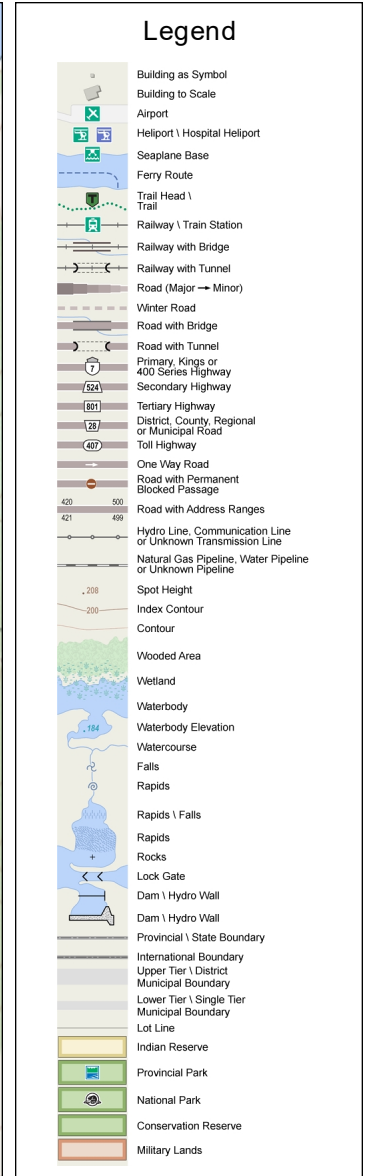 Legend
Building as Symbol
Building to Scale
Airport
Heliport \ Hospital Heliport
Seaplane Base
Ferry Route
Trail Head \
Trail
Railway \ Train Station
Railway with Bridge
Railway with Tunnel
Road (Major → Minor)
Winter Road
Road with Bridge
Road with Tunnel
7
Primary, Kings or
400 Series Highway
524 Secondary Highway
801 Tertiary Highway
28
District, County, Regional
or Municipal Road
407 Toll Highway
One Way Road
Road with Permanent
Blocked Passage
420 500
Road with Address Ranges
421 499
Hydro Line, Communication Line
or Unknown Transmission Line
Natural Gas Pipeline, Water Pipeline
or Unknown Pipeline
208 Spot Height
200 Index Contour
Contour
Wooded Area
Wetland
Waterbody
184 Waterbody Elevation
Watercourse
Falls
Rapids
Rapids \ Falls
Rapids
Rocks
Lock Gate
Dam \ Hydro Wall
Dam \ Hydro Wall
Provincial \ State Boundary
International Boundary
Upper Tier \ District
Municipal Boundary
Lower Tier \ Single Tier
Municipal Boundary
Lot Line
Indian Reserve
Provincial Park
National Park
Conservation Reserve
Military Lands